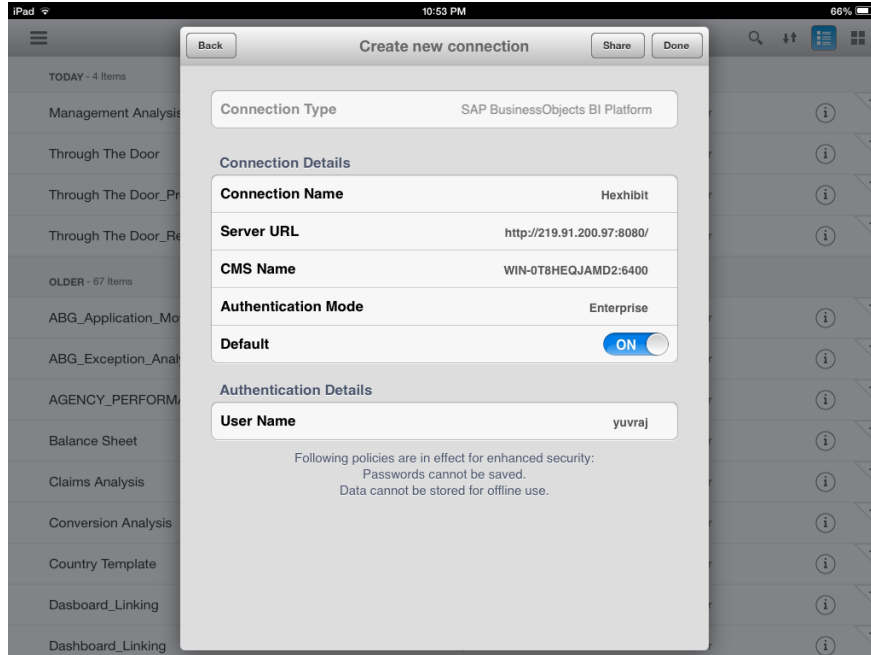 iPad 10:53 PM 66%
Back Create new connection Share Done
TODAY - 4 Items
Management Analysis
Through The Door
Through The Door_Pr
Through The Door_Re
OLDER - 67 Items
ABG_Application_Mo
ABG_Exception_Analy
AGENCY_PERFORMA
Balance Sheet
Claims Analysis
Conversion Analysis
Country Template
Dasboard_Linking
Dashboard_Linking
Connection Type SAP BusinessObjects BI Platform
Connection Details
Connection Name Hexhibit
Server URL http://219.91.200.97:8080/
CMS Name WIN-0T8HEQJAMD2:6400
Authentication Mode Enterprise
Default ON
Authentication Details
User Name yuvraj
Following policies are in effect for enhanced security:
Passwords cannot be saved.
Data cannot be stored for offline use.